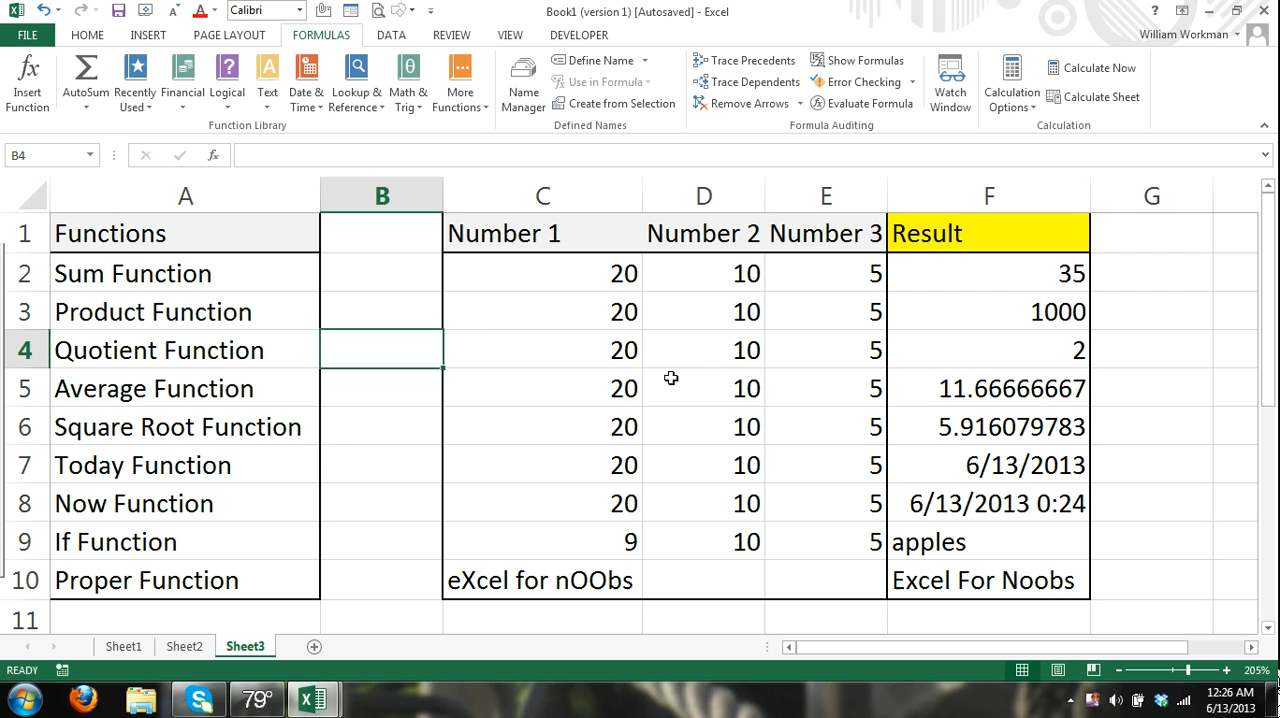 Calibri
Book1 (version 1) [Autosaved] - Excel
?
FILE HOME INSERT PAGE LAYOUT FORMULAS DATA REVIEW VIEW DEVELOPER William Workman
Insert Function
AutoSum
Recently Used
Financial
Logical
Text
Date & Time
Lookup & Reference
Math & Trig
More Functions
Function Library
Name Manager
Define Name
Use in Formula
Create from Selection
Defined Names
Trace Precedents
Trace Dependents
Remove Arrows
Show Formulas
Error Checking
Evaluate Formula
Formula Auditing
Watch Window
Calculation Options
Calculate Now
Calculate Sheet
Calculation
B4 fx
A B C D E F G
1 Functions Number 1 Number 2 Number 3 Result
2 Sum Function 20 10 5 35
3 Product Function 20 10 5 1000
4 Quotient Function 20 10 5 2
5 Average Function 20 10 5 11.66666667
6 Square Root Function 20 10 5 5.916079783
7 Today Function 20 10 5 6/13/2013
8 Now Function 20 10 5 6/13/2013 0:24
9 If Function 9 10 5 apples
10 Proper Function eXcel for nOObs Excel For Noobs
11
Sheet1 Sheet2 Sheet3
READY 205%
79° 12:26 AM
6/13/2013